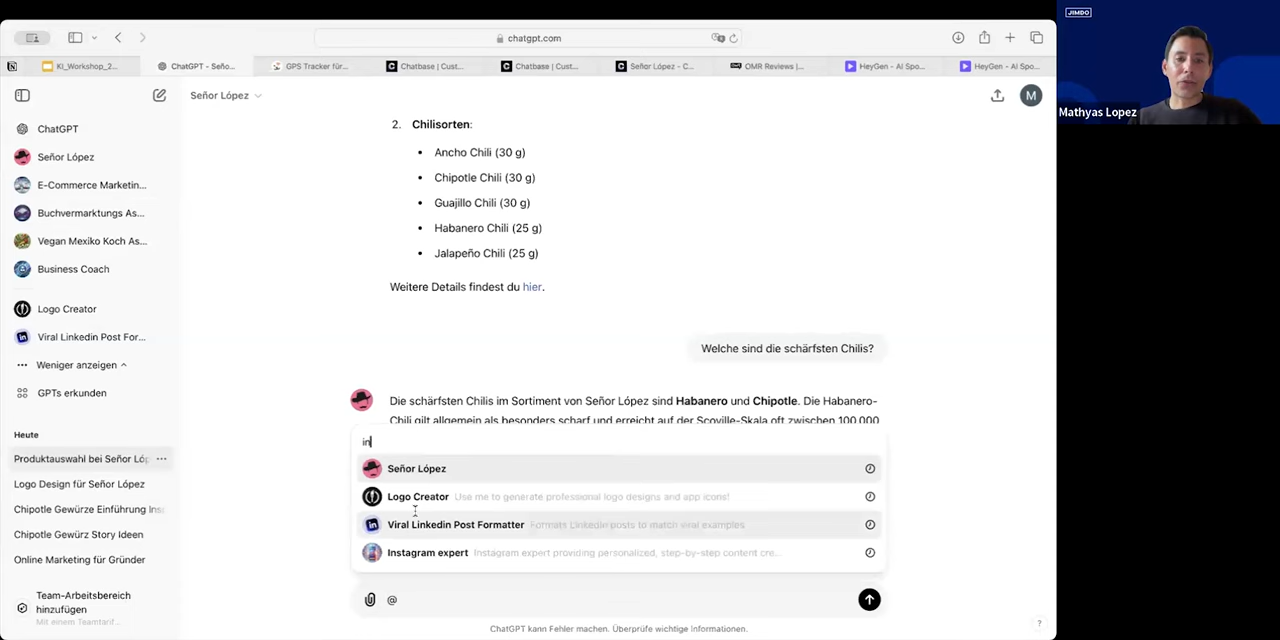 JIMDO
Mathyas Lopez
chatgpt.com
KI_Workshop_2...
ChatGPT - Seño...
GPS Tracker für...
Chatbase | Cust...
Chatbase | Cust...
Señor López - C...
OMR Reviews |...
HeyGen - AI Spo...
HeyGen - AI Spo...
Señor López
M
ChatGPT
Señor López
E-Commerce Marketin...
Buchvermarktungs As...
Vegan Mexiko Koch As...
Business Coach
Logo Creator
Viral Linkedin Post For...
Weniger anzeigen
GPTs erkunden
Heute
Produktauswahl bei Señor Lóp
Logo Design für Señor López
Chipotle Gewürze Einführung Ins
Chipotle Gewürz Story Ideen
Online Marketing für Gründer
Team-Arbeitsbereich
hinzufügen
Mit einem Teamtarif...
2. Chilisorten:
• Ancho Chili (30 g)
• Chipotle Chili (30 g)
• Guajillo Chili (30 g)
• Habanero Chili (25 g)
• Jalapeño Chili (25 g)
Weitere Details findest du hier.
Welche sind die schärfsten Chilis?
Die schärfsten Chilis im Sortiment von Señor López sind Habanero und Chipotle. Die Habanero-
Chili gilt allgemein als besonders scharf und erreicht auf der Scoville-Skala oft zwischen 100.000
in
Señor López
Logo Creator Use me to generate professional logo designs and app icons!
Viral Linkedin Post Formatter Formats Linkedin posts to match viral examples
Instagram expert Instagram expert providing personalized, step-by-step content cre...
@
ChatGPT kann Fehler machen. Überprüfe wichtige Informationen.
?